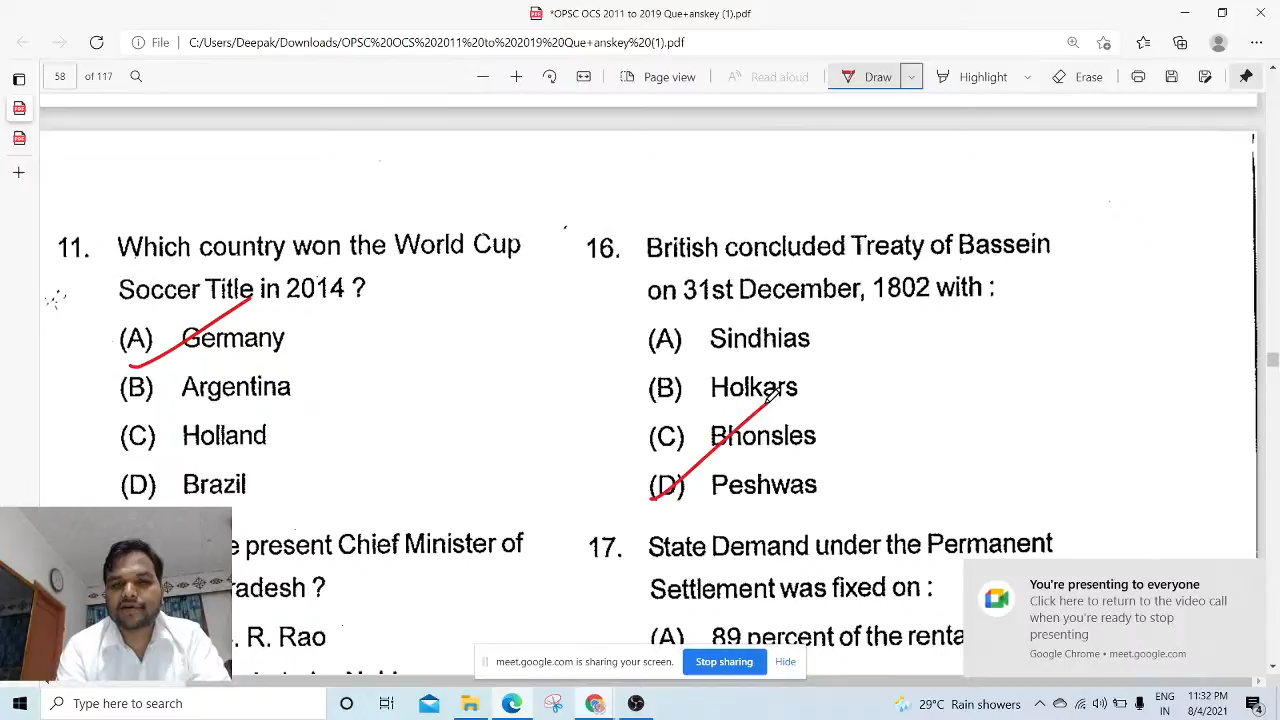 *OPSC OCS 2011 to 2019 Que+anskey (1).pdf
File C:/Users/Deepak/Downloads/OPSC%20OCS%202011%20to%202019%20Que+anskey%20(1).pdf
58 of 117 Page view Read aloud Draw Highlight Erase
11. Which country won the World Cup
Soccer Title in 2014 ?
(A) Germany
(B) Argentina
(C) Holland
(D) Brazil
e present Chief Minister of
radesh ?
. R. Rao
16. British concluded Treaty of Bassein
on 31st December, 1802 with :
(A) Sindhias
(B) Holkars
(C) Bhonsles
(D) Peshwas
17. State Demand under the Permanent
Settlement was fixed on :
(A) 89 percent of the renta
You're presenting to everyone
Click here to return to the video call
when you're ready to stop
presenting
Google Chrome • meet.google.com
meet.google.com is sharing your screen. Stop sharing Hide
Type here to search
29°C Rain showers
ENG
IN
11:32 PM
8/4/2021
4